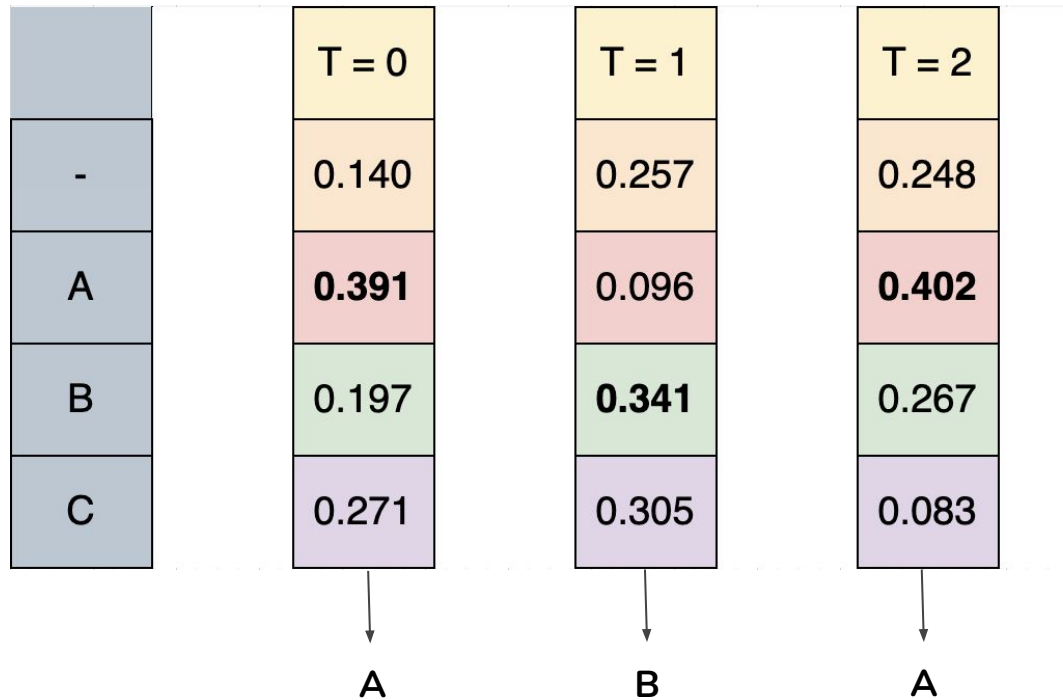 T = 0 T = 1 T = 2
- 0.140 0.257 0.248
A 0.391 0.096 0.402
B 0.197 0.341 0.267
C 0.271 0.305 0.083
A B A